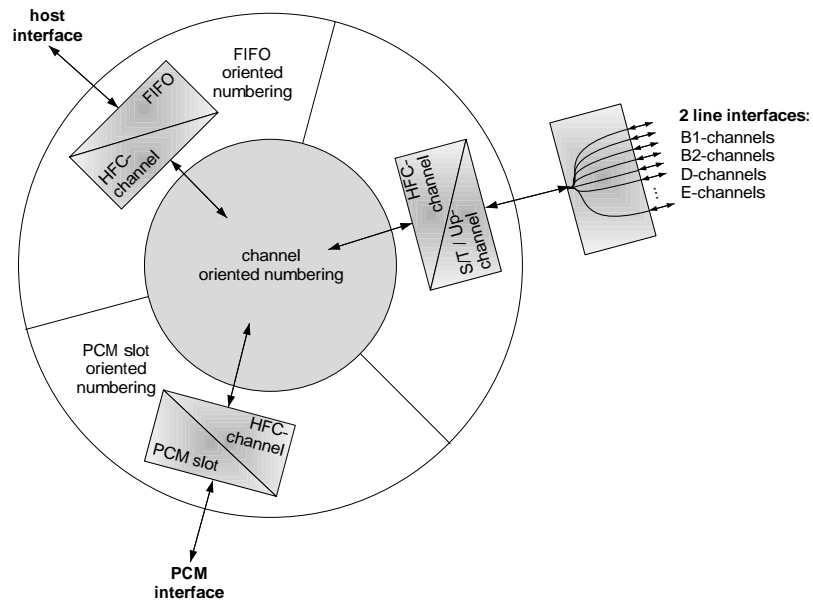 host
interface
FIFO
oriented
numbering
FIFO
HFC-
channel
HFC-
channel
S/T / Up-
channel
2 line interfaces:
B1-channels
B2-channels
D-channels
...
E-channels
channel
oriented numbering
PCM slot
oriented
numbering
HFC-
channel
PCM slot
PCM
interface